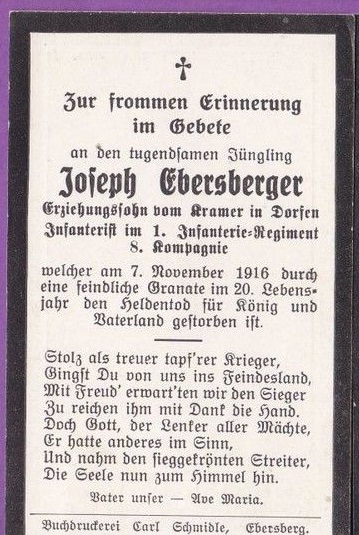 Zur frommen Erinnerung
im Gebete
an den tugendsamen Jüngling
Joseph Ebersberger
Erziehungssohn vom Kramer in Dorfen
Infanterist im 1. Infanterie-Regiment
8. Kompagnie
welcher am 7. November 1916 durch
eine feindliche Granate im 20. Lebens-
jahr den Heldentod für König und
Vaterland gestorben ist.
Stolz als treuer tapf'rer Krieger,
Gingst Du von uns ins Feindesland,
Mit Freud' erwart'ten wir den Sieger
Zu reichen ihm mit Dank die Hand.
Doch Gott, der Lenker aller Mächte,
Er hatte anderes im Sinn,
Und nahm den sieggekrönten Streiter,
Die Seele nun zum Himmel hin.
Vater unser — Ave Maria.
Buchdruckerei Carl Schmidle, Ebersberg.